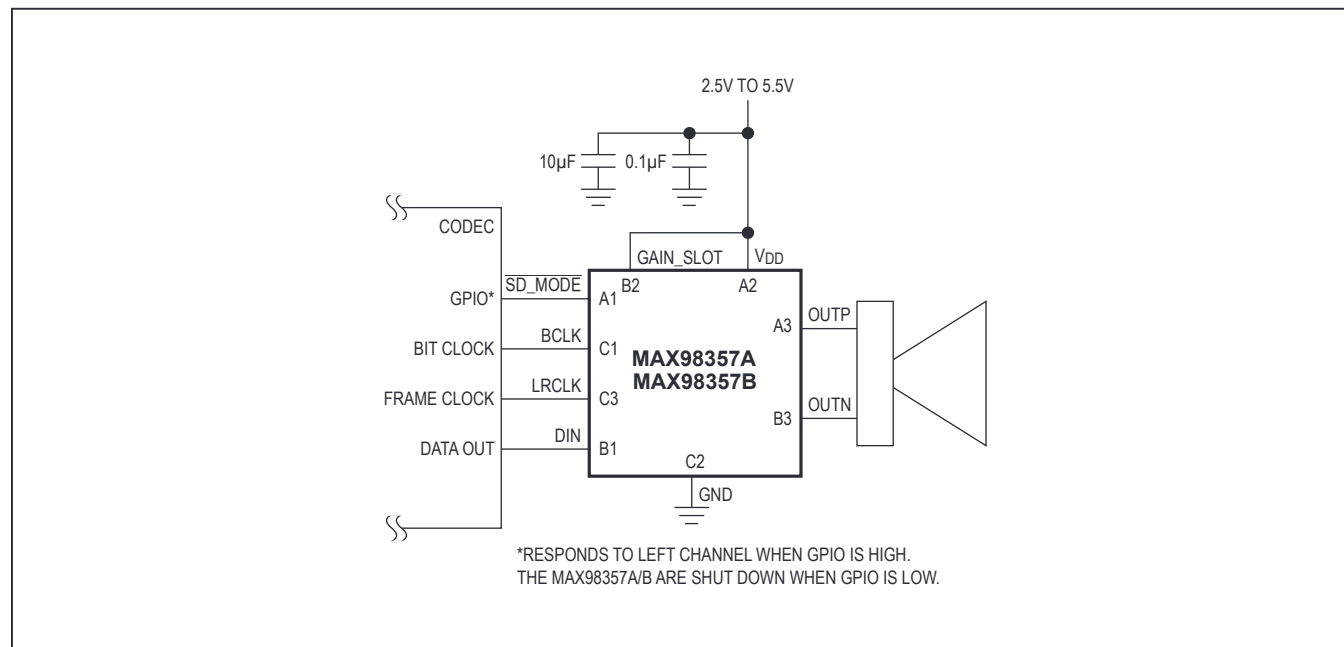 2.5V TO 5.5V
10µF
0.1µF
CODEC
GAIN_SLOT
VDD
SD_MODE
B2
A2
GPIO*
A1
OUTP
A3
BCLK
BIT CLOCK
C1
MAX98357A
MAX98357B
LRCLK
FRAME CLOCK
C3
OUTN
B3
DIN
DATA OUT
B1
C2
GND
*RESPONDS TO LEFT CHANNEL WHEN GPIO IS HIGH.
THE MAX98357A/B ARE SHUT DOWN WHEN GPIO IS LOW.